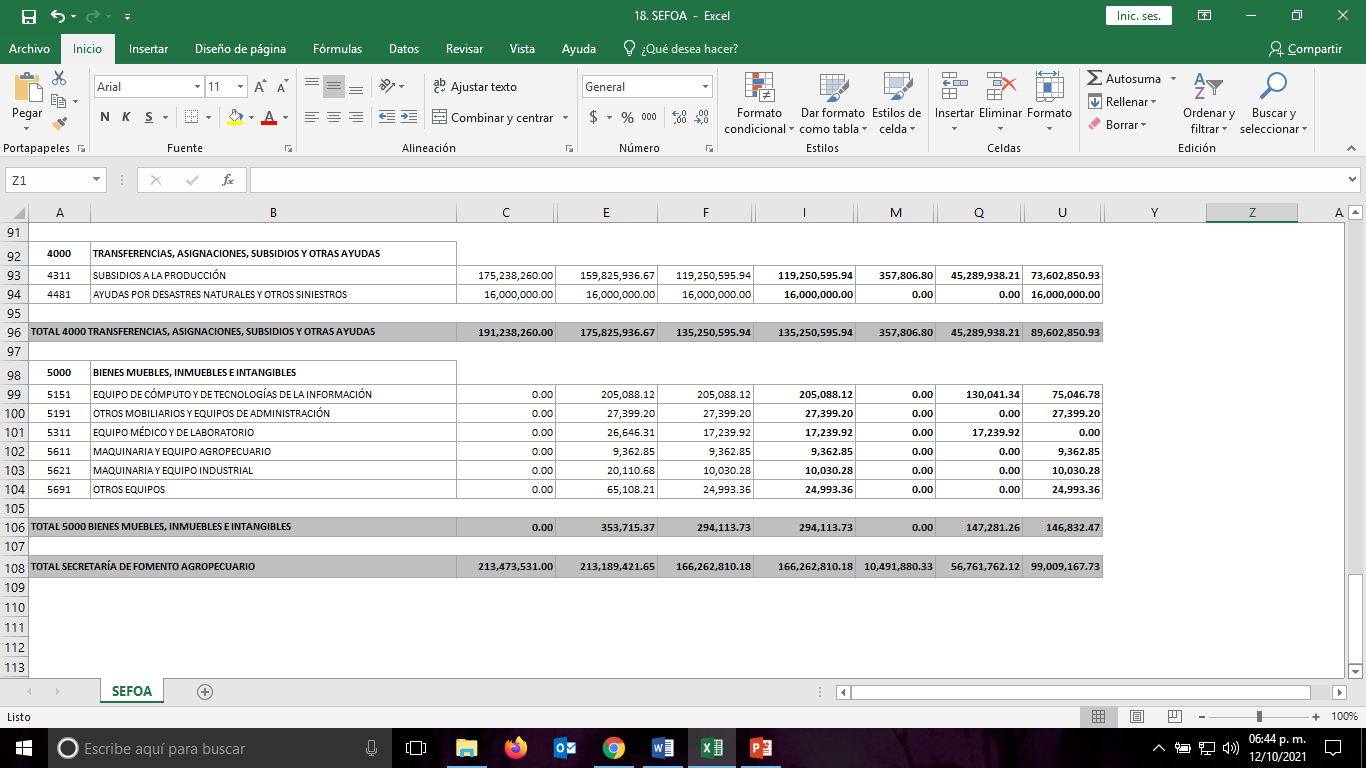 18. SEFOA - Excel
Inic. ses.
Archivo Inicio Insertar Diseño de página Fórmulas Datos Revisar Vista Ayuda ¿Qué desea hacer? Compartir
Pegar
Arial 11
Ajustar texto
Combinar y centrar
General
Formato condicional
Dar formato como tabla
Estilos de celda
Insertar Eliminar Formato
Autosuma
Rellenar
Borrar
Ordenar y filtrar
Buscar y seleccionar
N K S
$ % 000
Portapapeles Fuente Alineación Número Estilos Celdas Edición
Z1 fx
A B C E F I M Q U Y Z A
91
92 4000 TRANSFERENCIAS, ASIGNACIONES, SUBSIDIOS Y OTRAS AYUDAS
93 4311 SUBSIDIOS A LA PRODUCCIÓN 175,238,260.00 159,825,936.67 119,250,595.94 119,250,595.94 357,806.80 45,289,938.21 73,602,850.93
94 4481 AYUDAS POR DESASTRES NATURALES Y OTROS SINIESTROS 16,000,000.00 16,000,000.00 16,000,000.00 16,000,000.00 0.00 0.00 16,000,000.00
95
96 TOTAL 4000 TRANSFERENCIAS, ASIGNACIONES, SUBSIDIOS Y OTRAS AYUDAS 191,238,260.00 175,825,936.67 135,250,595.94 135,250,595.94 357,806.80 45,289,938.21 89,602,850.93
97
98 5000 BIENES MUEBLES, INMUEBLES E INTANGIBLES
99 5151 EQUIPO DE CÓMPUTO Y DE TECNOLOGÍAS DE LA INFORMACIÓN 0.00 205,088.12 205,088.12 205,088.12 0.00 130,041.34 75,046.78
100 5191 OTROS MOBILIARIOS Y EQUIPOS DE ADMINISTRACIÓN 0.00 27,399.20 27,399.20 27,399.20 0.00 0.00 27,399.20
101 5311 EQUIPO MÉDICO Y DE LABORATORIO 0.00 26,646.31 17,239.92 17,239.92 0.00 17,239.92 0.00
102 5611 MAQUINARIA Y EQUIPO AGROPECUARIO 0.00 9,362.85 9,362.85 9,362.85 0.00 0.00 9,362.85
103 5621 MAQUINARIA Y EQUIPO INDUSTRIAL 0.00 20,110.68 10,030.28 10,030.28 0.00 0.00 10,030.28
104 5691 OTROS EQUIPOS 0.00 65,108.21 24,993.36 24,993.36 0.00 0.00 24,993.36
105
106 TOTAL 5000 BIENES MUEBLES, INMUEBLES E INTANGIBLES 0.00 353,715.37 294,113.73 294,113.73 0.00 147,281.26 146,832.47
107
108 TOTAL SECRETARÍA DE FOMENTO AGROPECUARIO 213,473,531.00 213,189,421.65 166,262,810.18 166,262,810.18 10,491,880.33 56,761,762.12 99,009,167.73
109
110
111
112
113
SEFOA
Listo 100%
Escribe aquí para buscar
06:44 p. m.
12/10/2021